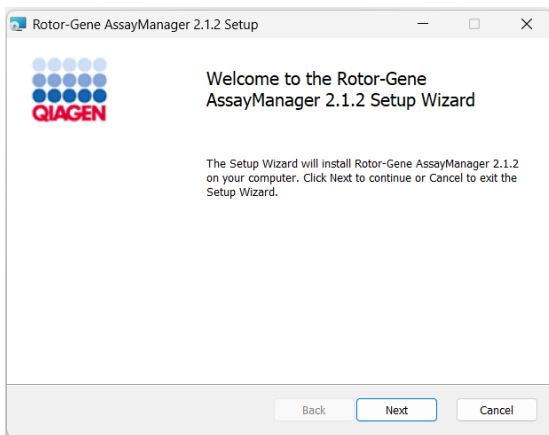 Rotor-Gene AssayManager 2.1.2 Setup
QIAGEN
Welcome to the Rotor-Gene
AssayManager 2.1.2 Setup Wizard
The Setup Wizard will install Rotor-Gene AssayManager 2.1.2
on your computer. Click Next to continue or Cancel to exit the
Setup Wizard.
Back Next Cancel